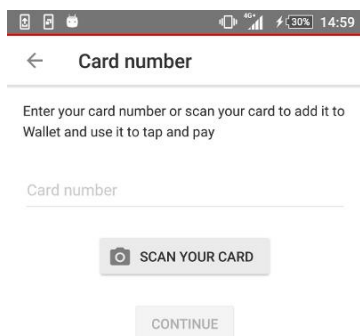 4G 30% 14:59
Card number
Enter your card number or scan your card to add it to
Wallet and use it to tap and pay
Card number
SCAN YOUR CARD
CONTINUE